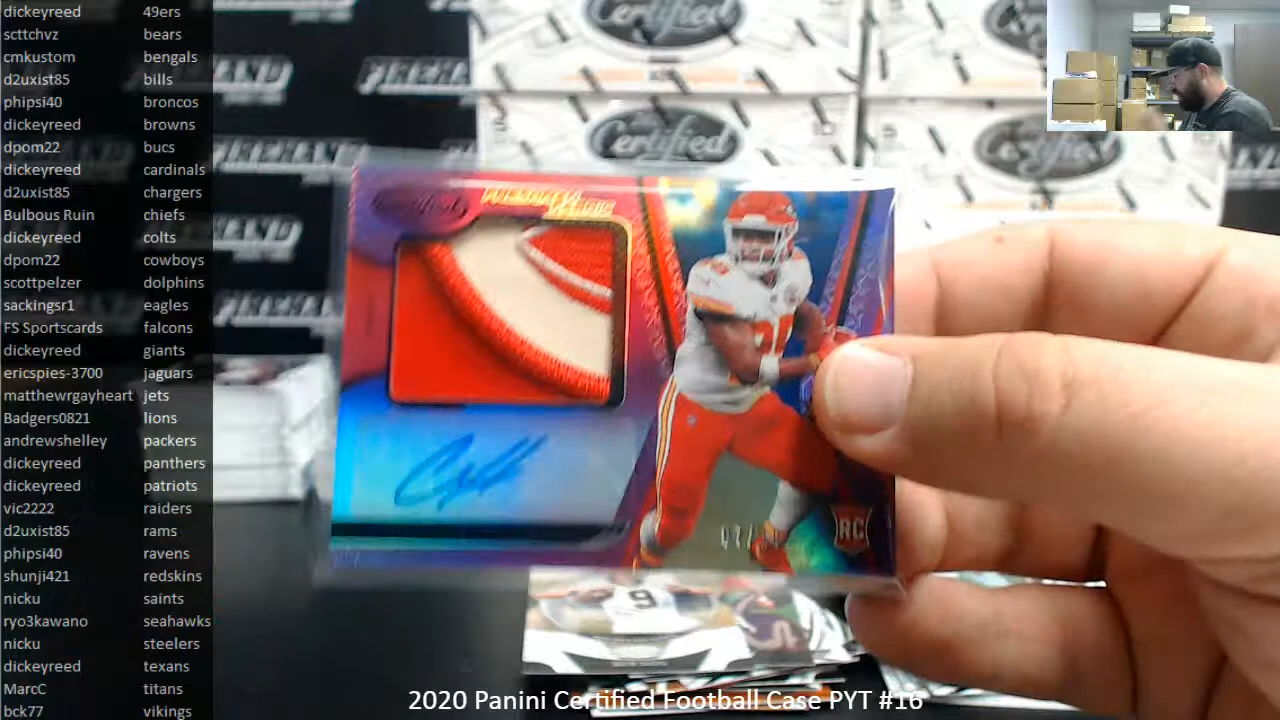 dickeyreed 49ers
scttchvz bears
cmkustom bengals
d2uxist85 bills
phipsi40 broncos
dickeyreed browns
dpom22 bucs
dickeyreed cardinals
d2uxist85 chargers
Bulbous Ruin chiefs
dickeyreed colts
dpom22 cowboys
scottpelzer dolphins
sackingsr1 eagles
FS Sportscards falcons
dickeyreed giants
ericspies-3700 jaguars
matthewrgayheart jets
Badgers0821 lions
andrewshelley packers
dickeyreed panthers
dickeyreed patriots
vic2222 raiders
d2uxist85 rams
phipsi40 ravens
shunji421 redskins
nicku saints
ryo3kawano seahawks
nicku steelers
dickeyreed texans
MarcC titans
bck77 vikings
Certified
Certified
Certified
RC
9
2020 Panini Certified Football Case PYT #16